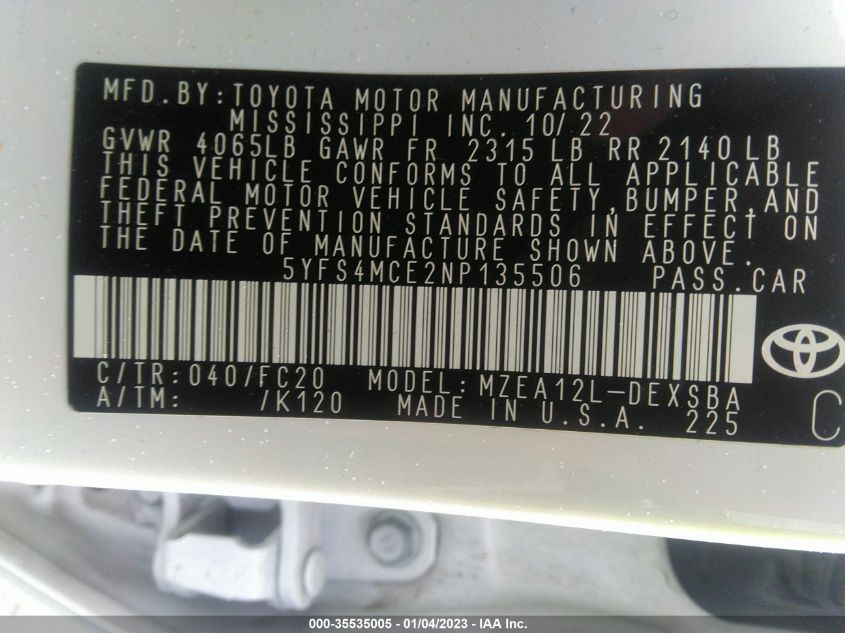 MFD.BY:TOYOTA MOTOR MANUFACTURING
MISSISSIPPI INC. 10/22
GVWR 4065LB GAWR FR 2315 LB RR 2140 LB
THIS VEHICLE CONFORMS TO ALL APPLICABLE
FEDERAL MOTOR VEHICLE SAFETY,BUMPER,AND
THEFT PREVENTION STANDARDS IN EFFECT ON
THE DATE OF MANUFACTURE SHOWN ABOVE.
5YFS4MCE2NP135506 PASS.CAR
C/TR:040/FC20 MODEL:MZEA12L-DEXSBA
A/TM: /K120 MADE IN U.S.A. 225
C
000-35535005 - 01/04/2023 - IAA Inc.